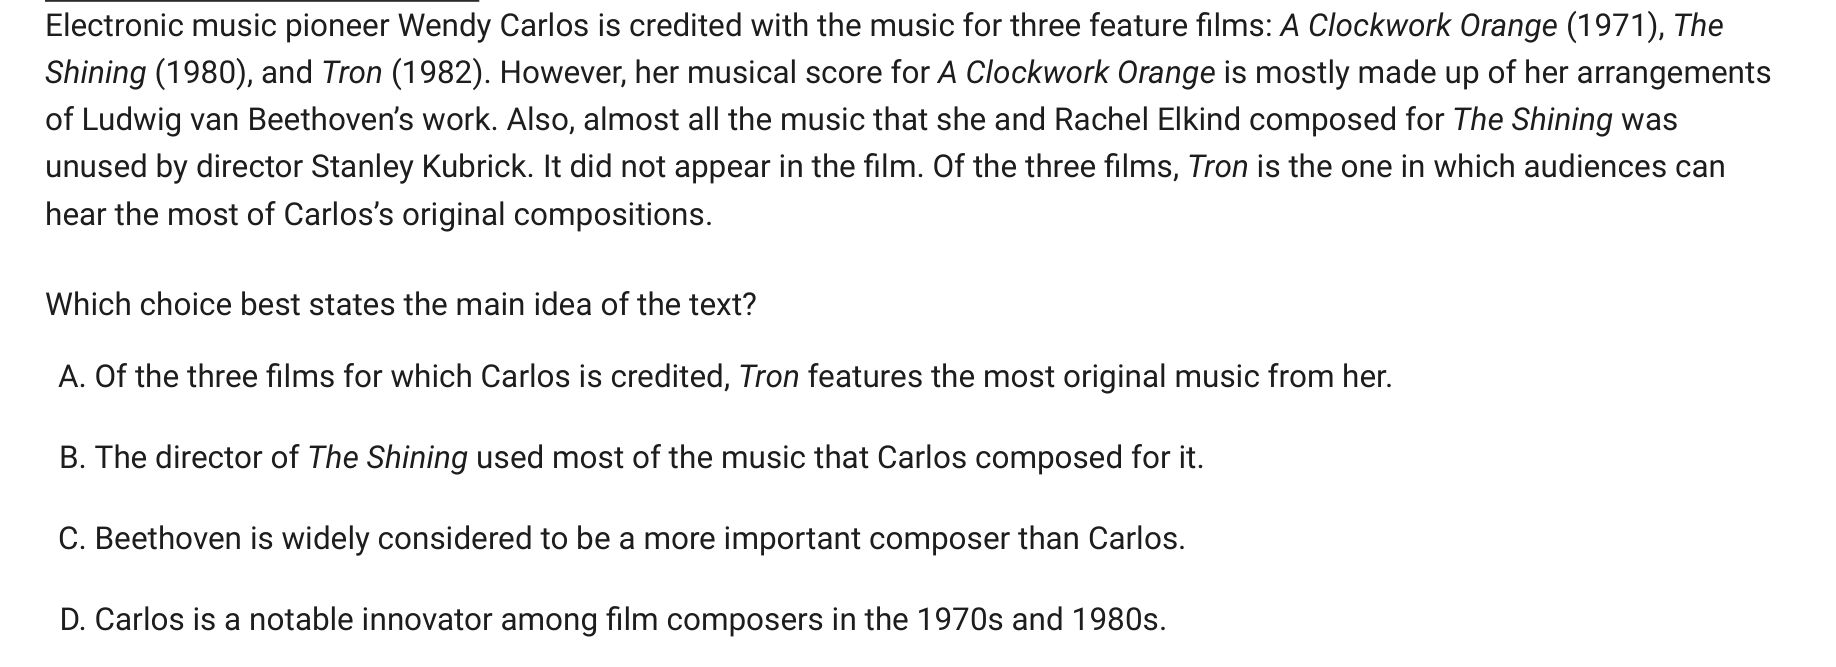 Electronic music pioneer Wendy Carlos is credited with the music for three feature films: A Clockwork Orange (1971), The
Shining (1980), and Tron (1982). However, her musical score for A Clockwork Orange is mostly made up of her arrangements
of Ludwig van Beethoven’s work. Also, almost all the music that she and Rachel Elkind composed for The Shining was
unused by director Stanley Kubrick. It did not appear in the film. Of the three films, Tron is the one in which audiences can
hear the most of Carlos’s original compositions.
Which choice best states the main idea of the text?
A. Of the three films for which Carlos is credited, Tron features the most original music from her.
B. The director of The Shining used most of the music that Carlos composed for it.
C. Beethoven is widely considered to be a more important composer than Carlos.
D. Carlos is a notable innovator among film composers in the 1970s and 1980s.